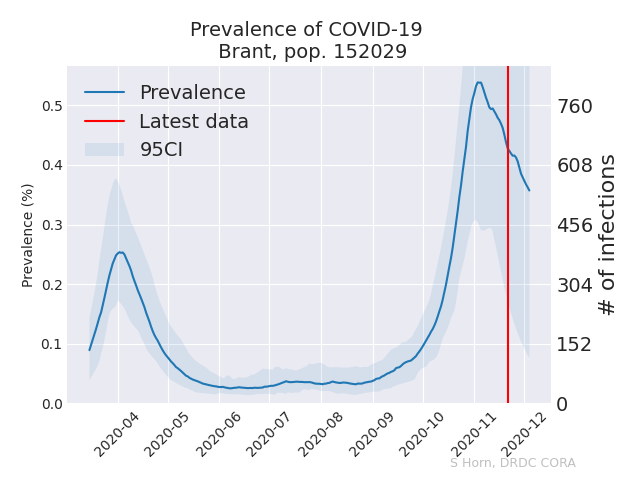 Prevalence of COVID-19
Brant, pop. 152029
Prevalence
Latest data
95CI
Prevalence (%)
0.5
0.4
0.3
0.2
0.1
0.0
760
608
456
304
152
0
# of infections
2020-04
2020-05
2020-06
2020-07
2020-08
2020-09
2020-10
2020-11
2020-12
S Horn, DRDC CORA